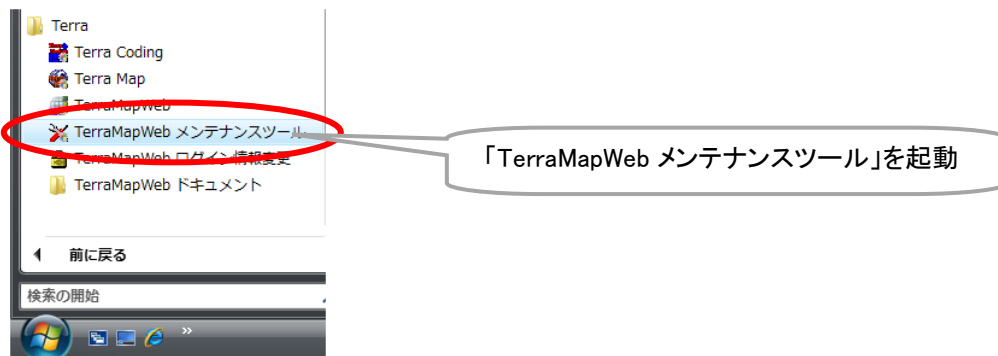 Terra
Terra Coding
Terra Map
TerraMapWeb
TerraMapWeb メンテナンスツール
TerraMapWeb ログイン情報変更
TerraMapWeb ドキュメント
「TerraMapWeb メンテナンスツール」を起動
前に戻る
検索の開始
»